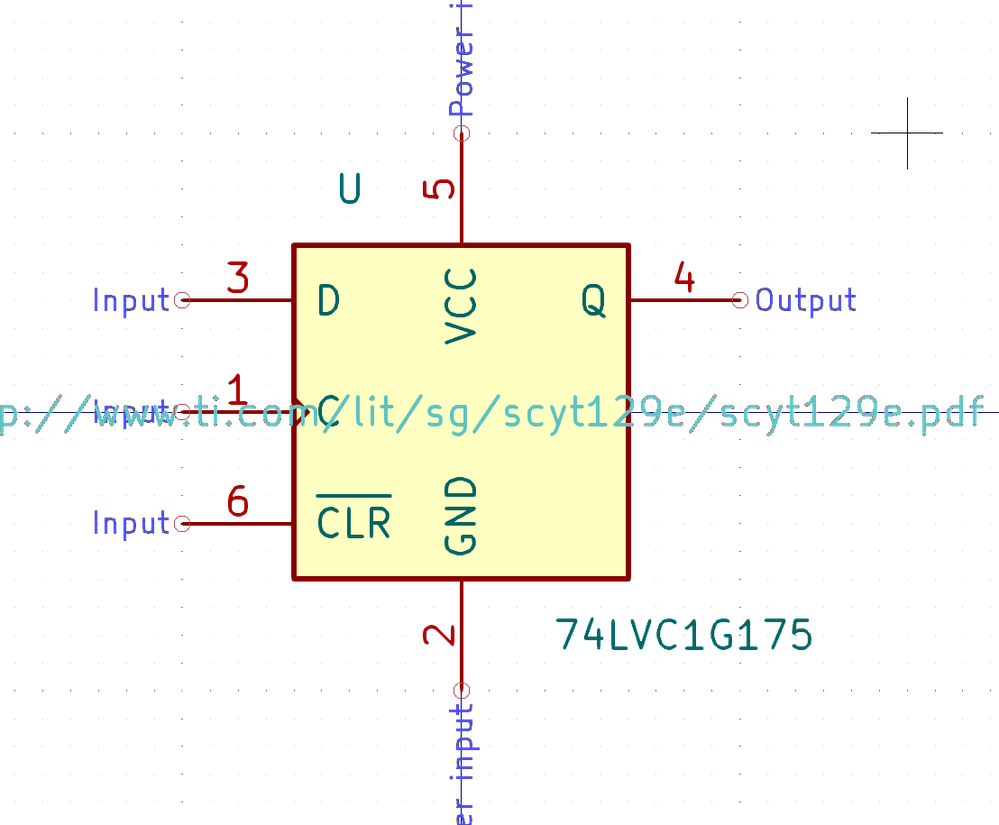 Power i
U
5
3
Input
D
VCC
Q
4
Output
1
Input
C
p://www.ti.com/lit/sg/scyt129e/scyt129e.pdf
6
Input
CLR
GND
2
74LVC1G175
er input